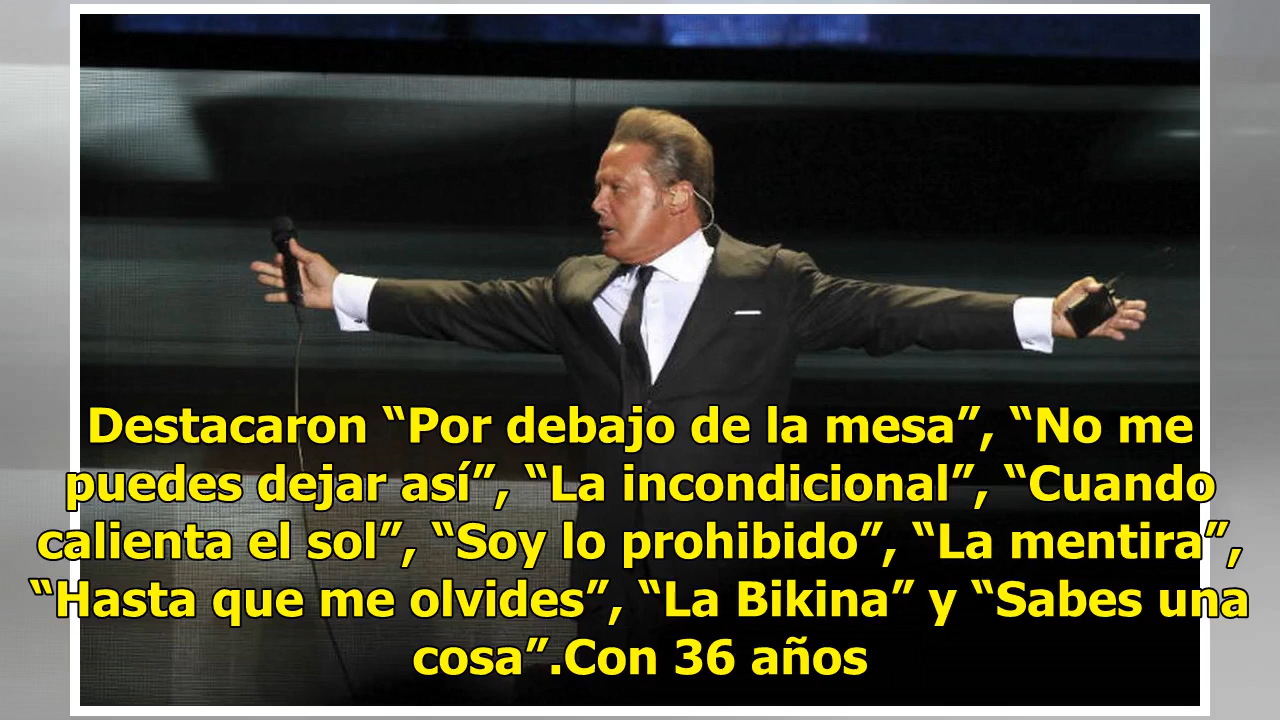 Destacaron “Por debajo de la mesa”, “No me
puedes dejar así”, “La incondicional”, “Cuando
calienta el sol”, “Soy lo prohibido”, “La mentira”,
“Hasta que me olvides”, “La Bikina” y “Sabes una
cosa”.Con 36 años